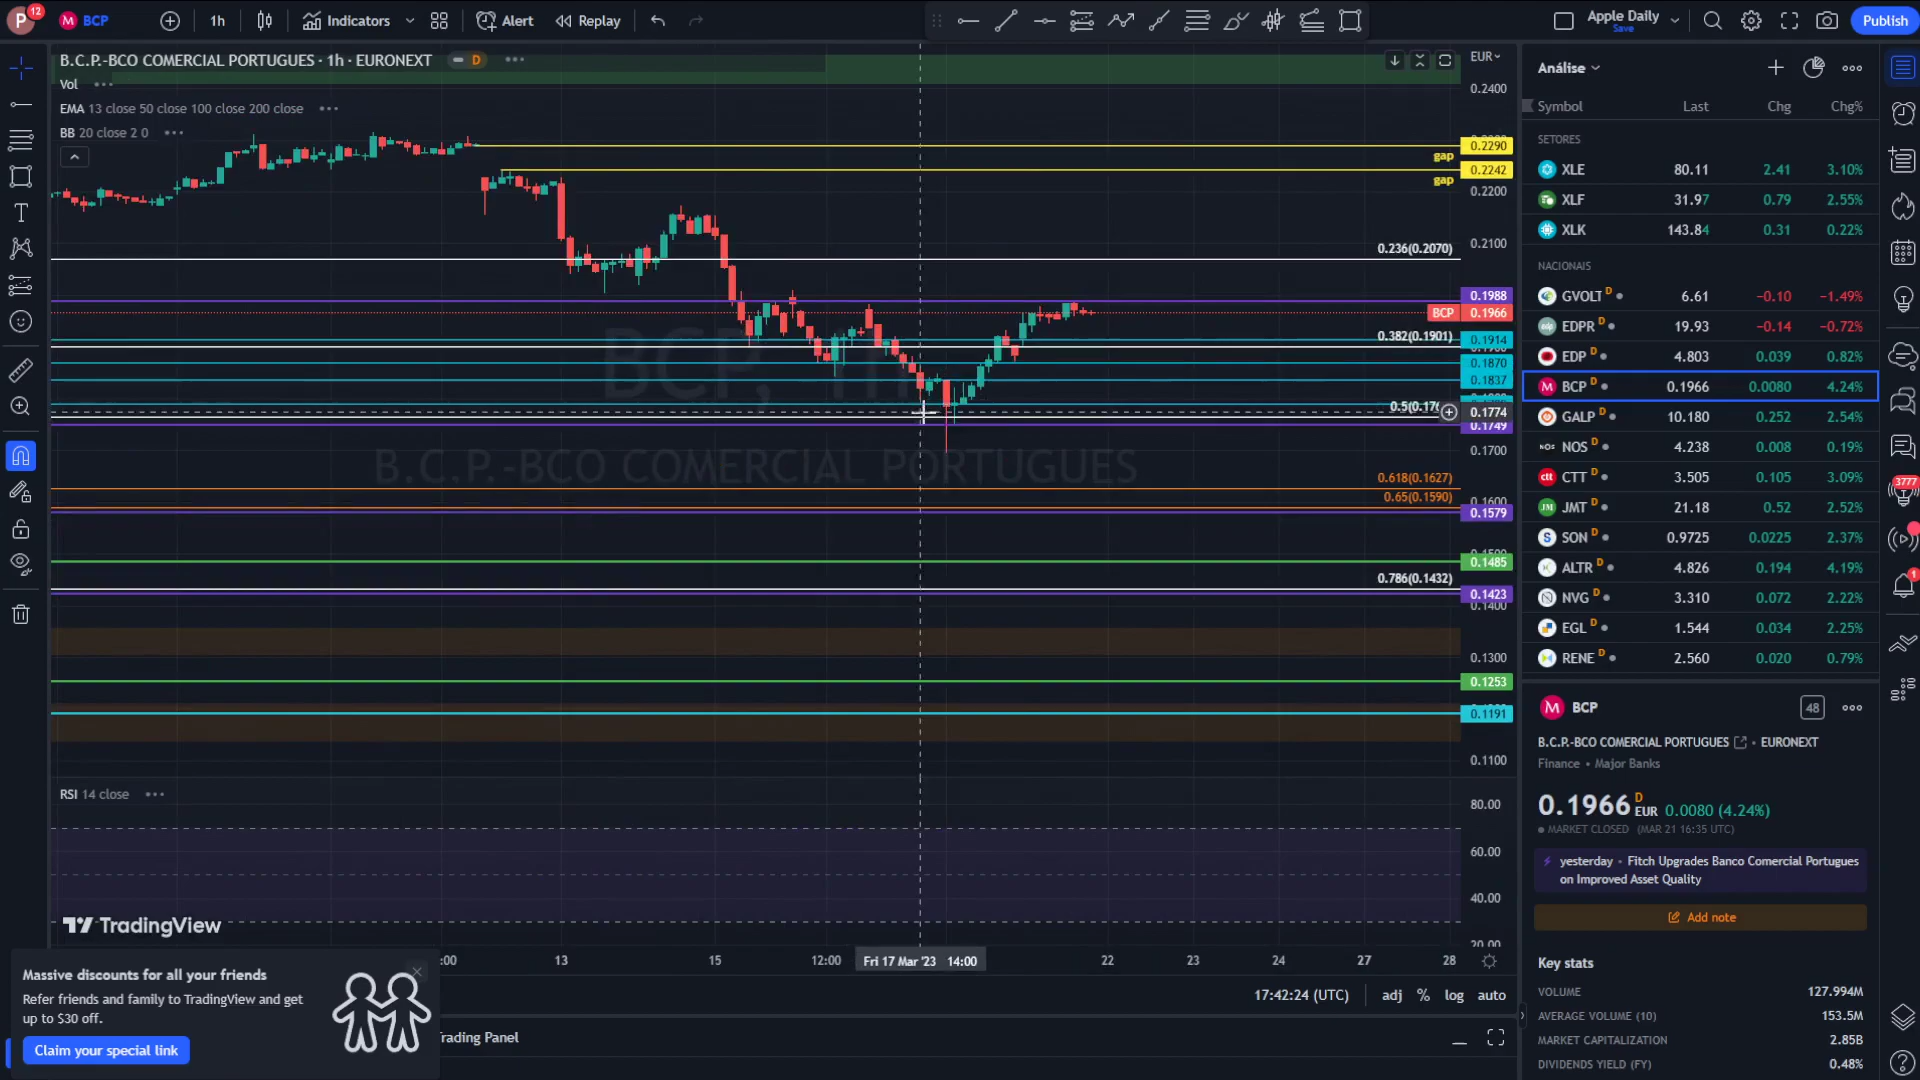 P 12 BCP 1h Indicators Alert Replay Apple Daily Save Publish
B.C.P.-BCO COMERCIAL PORTUGUES · 1h · EURONEXT D
Vol
EMA 13 close 50 close 100 close 200 close
BB 20 close 2 0
EUR
0.2400
0.2290
gap
0.2242
gap
0.2200
0.2100
0.236(0.2070)
0.1988
BCP 0.1966
0.382(0.1901)
0.1914
0.1870
0.1837
0.5(0.17
0.1774
0.1749
0.1700
0.618(0.1627)
0.65(0.1590)
0.1600
0.1579
0.1485
0.786(0.1432)
0.1423
0.1400
0.1300
0.1253
0.1191
0.1100
B.C.P.-BCO COMERCIAL PORTUGUES
RSI 14 close
80.00
60.00
40.00
20.00
TradingView
:00 13 15 12:00 Fri 17 Mar '23 14:00 22 23 24 27 28
17:42:24 (UTC) adj % log auto
Trading Panel
Massive discounts for all your friends
Refer friends and family to TradingView and get
up to $30 off.
Claim your special link
Análise
Symbol Last Chg Chg%
SETORES
XLE 80.11 2.41 3.10%
XLF 31.97 0.79 2.55%
XLK 143.84 0.31 0.22%
NACIONAIS
GVOLT D 6.61 −0.10 −1.49%
EDPR D 19.93 −0.14 −0.72%
EDP D 4.803 0.039 0.82%
BCP D 0.1966 0.0080 4.24%
GALP D 10.180 0.252 2.54%
NOS D 4.238 0.008 0.19%
CTT D 3.505 0.105 3.09%
JMT D 21.18 0.52 2.52%
SON D 0.9725 0.0225 2.37%
ALTR D 4.826 0.194 4.19%
NVG D 3.310 0.072 2.22%
EGL D 1.544 0.034 2.25%
RENE D 2.560 0.020 0.79%
BCP 48
B.C.P.-BCO COMERCIAL PORTUGUES · EURONEXT
Finance • Major Banks
0.1966 D EUR 0.0080 (4.24%)
MARKET CLOSED (MAR 21 16:35 UTC)
yesterday · Fitch Upgrades Banco Comercial Portugues
on Improved Asset Quality
Add note
Key stats
VOLUME 127.994M
AVERAGE VOLUME (10) 153.5M
MARKET CAPITALIZATION 2.85B
DIVIDENDS YIELD (FY) 0.48%
3777
1